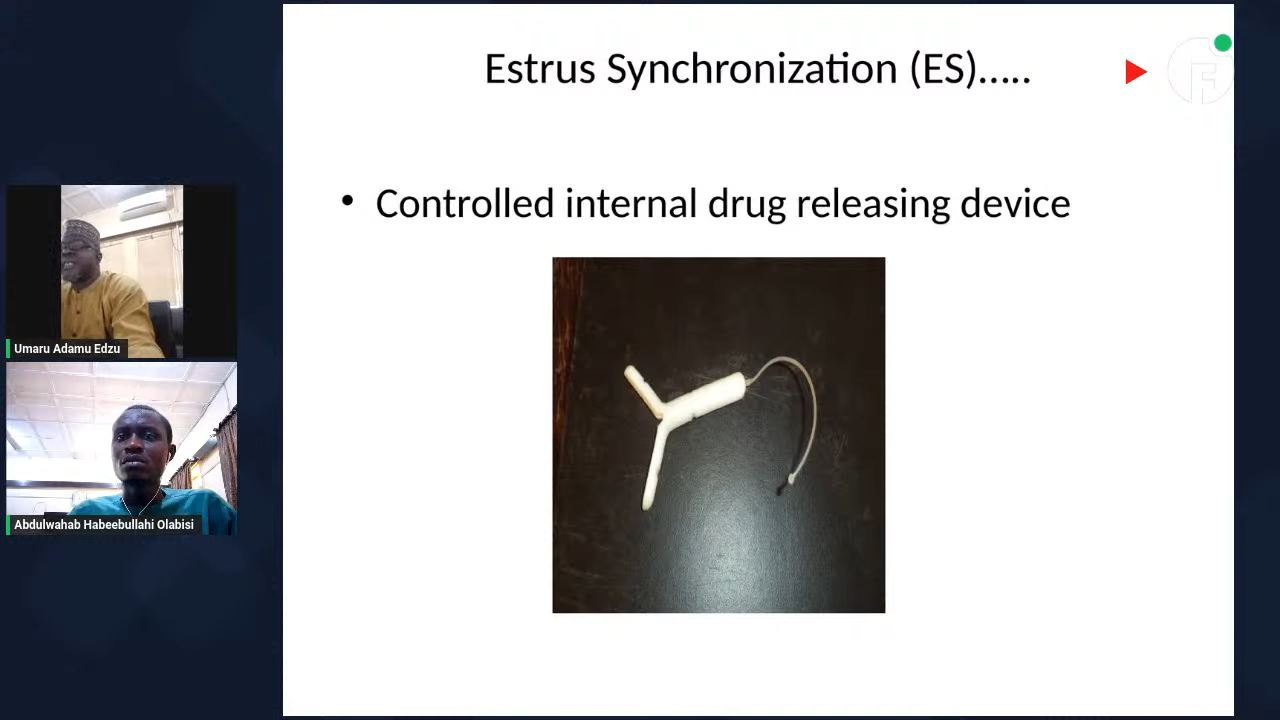 Estrus Synchronization (ES)…..
• Controlled internal drug releasing device
Umaru Adamu Edzu
Abdulwahab Habeebullahi Olabisi